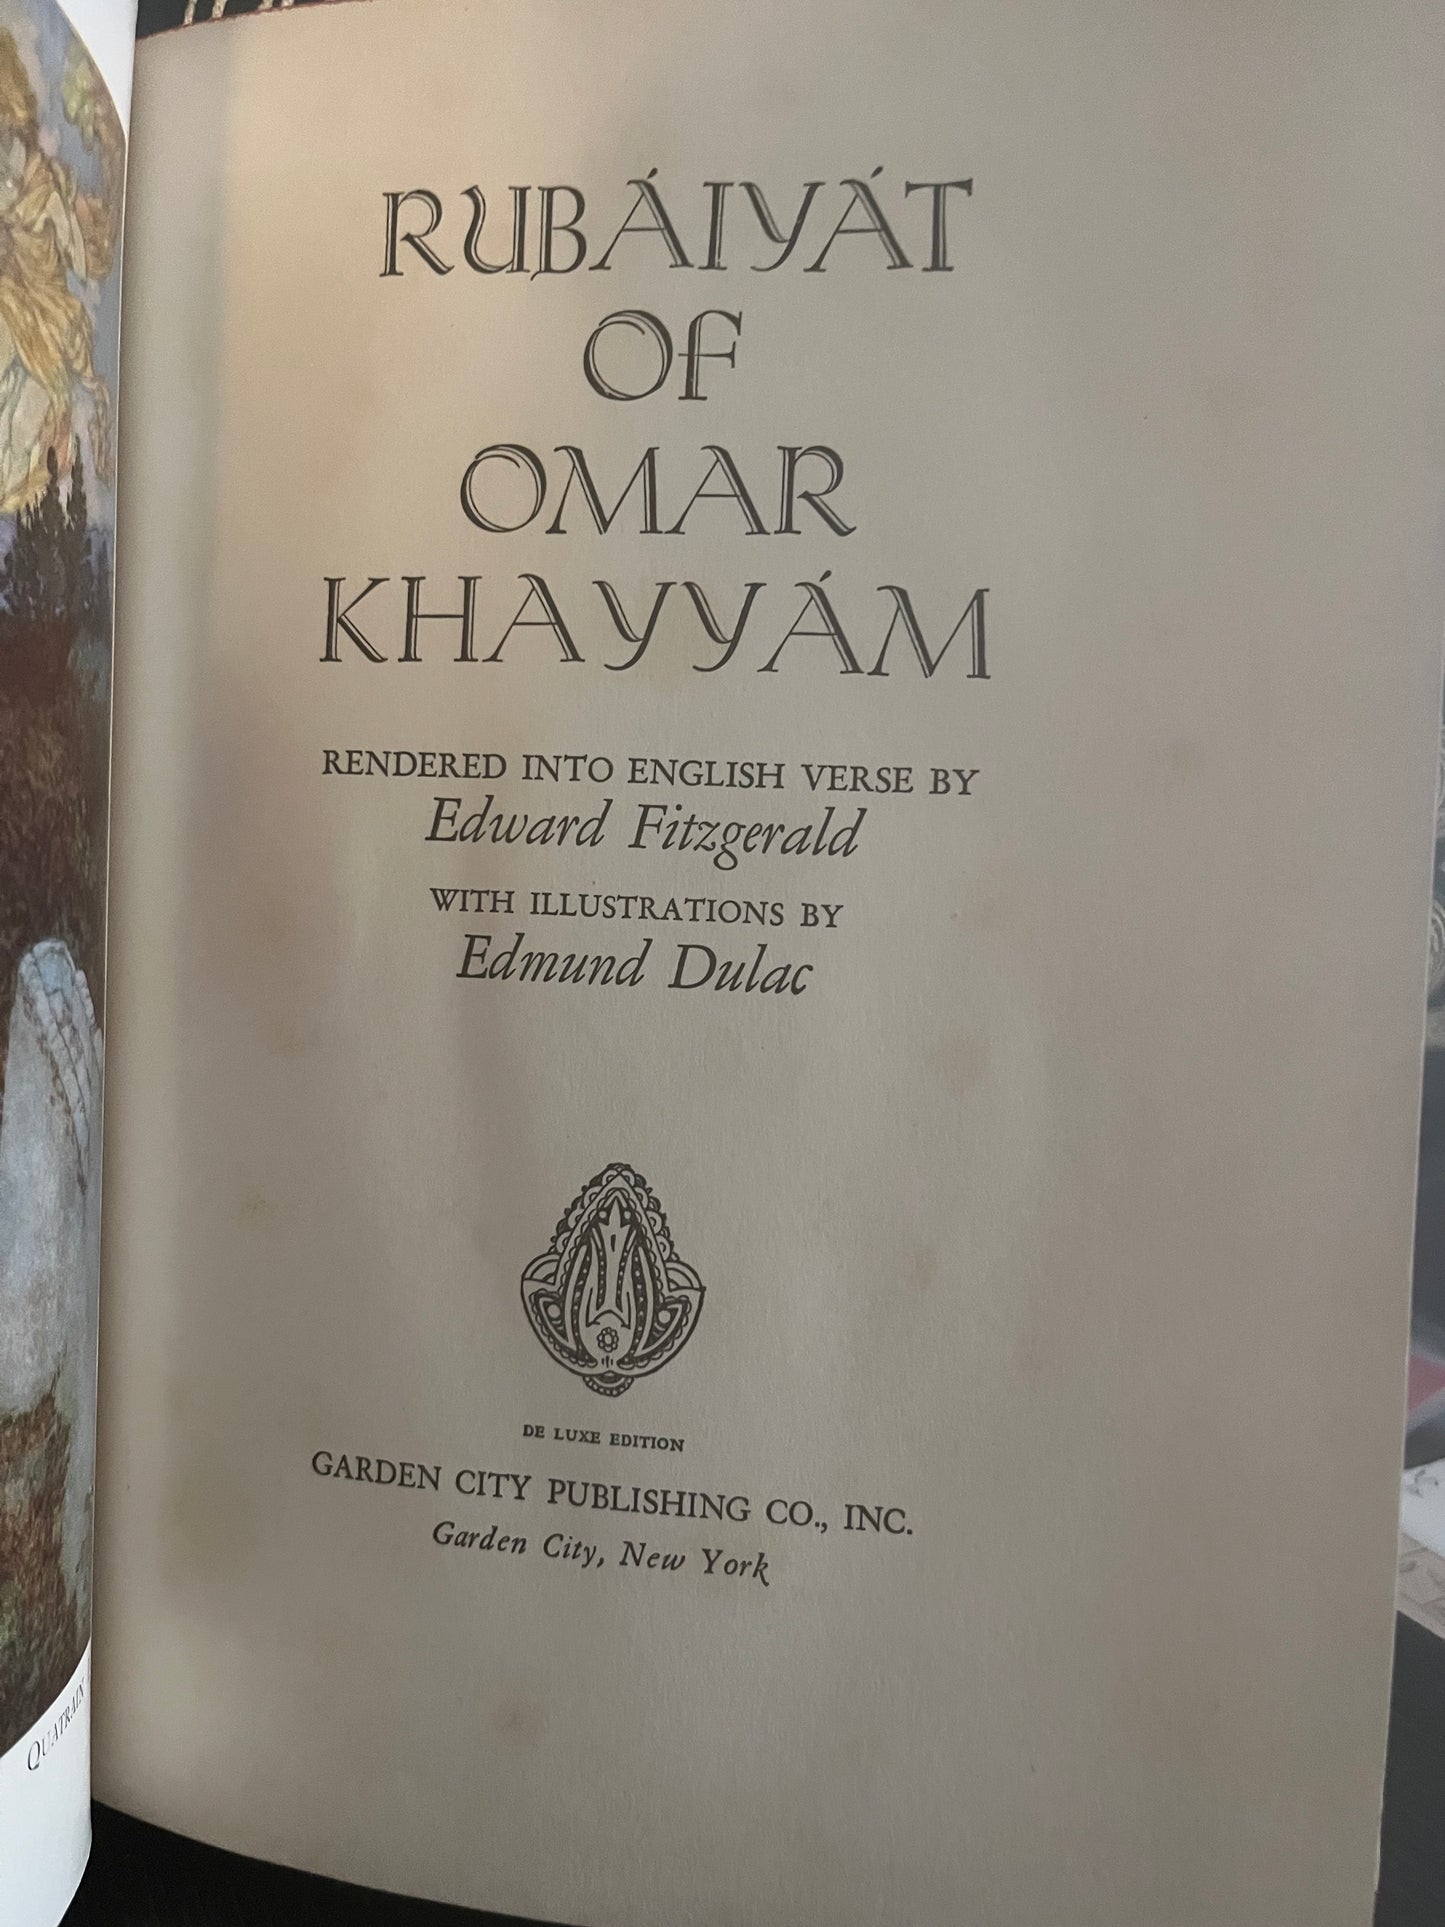 RUBÁIYÁT
OF
OMAR
KHAYYÁM
RENDERED INTO ENGLISH VERSE BY
Edward Fitzgerald
WITH ILLUSTRATIONS BY
Edmund Dulac
DE LUXE EDITION
GARDEN CITY PUBLISHING CO., INC.
Garden City, New York
QUATRAIN